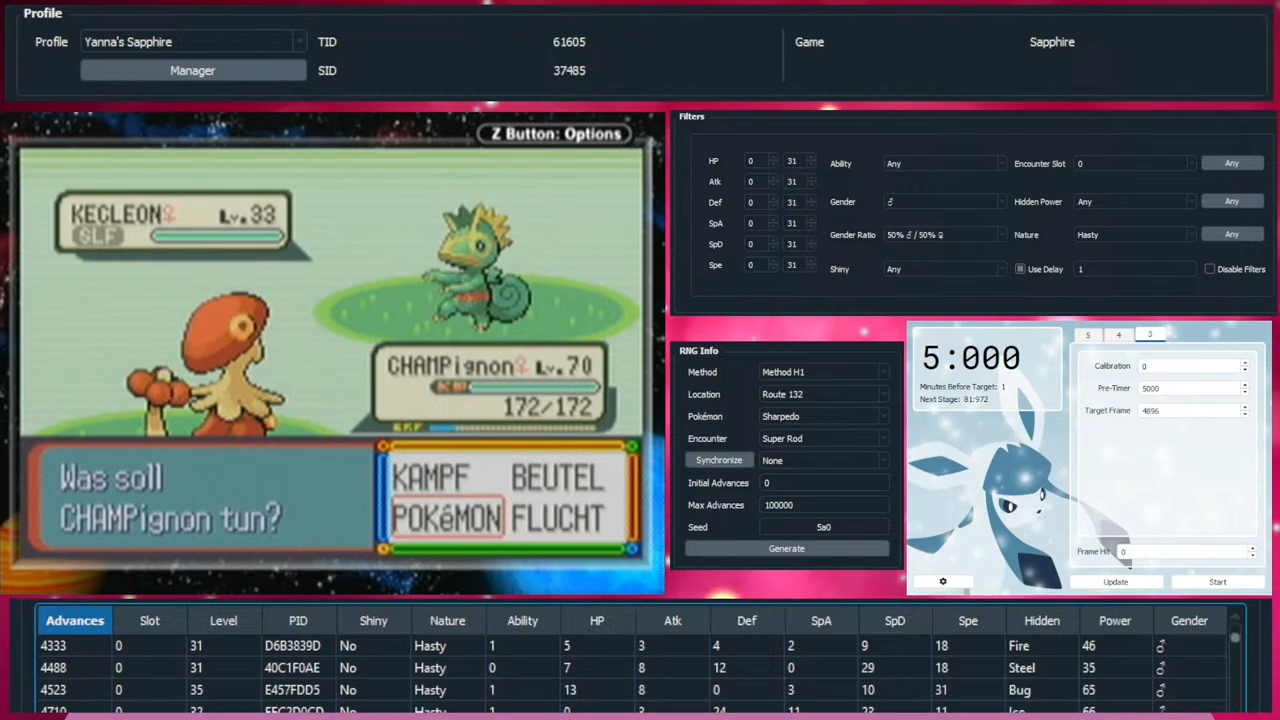 Profile
Profile Yanna's Sapphire TID 61605 Game Sapphire
Manager SID 37485
Z Button: Options
KECLEON♀ Lv.33
SLF
CHAMPignon♀ Lv.70
172/172
Was soll
CHAMPignon tun?
KAMPF BEUTEL
POKéMON FLUCHT
Filters
HP 0 31 Ability Any Encounter Slot 0 Any
Atk 0 31
Def 0 31 Gender ♂ Hidden Power Any Any
SpA 0 31
SpD 0 31 Gender Ratio 50% ♂ / 50% ♀ Nature Hasty Any
Spe 0 31 Shiny Any Use Delay 1 Disable Filters
RNG Info
Method Method H1
Location Route 132
Pokémon Sharpedo
Encounter Super Rod
Synchronize None
Initial Advances 0
Max Advances 100000
Seed 5a0
Generate
5:000
Minutes Before Target: 1
Next Stage: 81:972
5 4 3
Calibration 0
Pre-Timer 5000
Target Frame 4896
Frame Hit 0
Update Start
Advances Slot Level PID Shiny Nature Ability HP Atk Def SpA SpD Spe Hidden Power Gender
4333 0 31 D6B3839D No Hasty 1 5 3 4 2 9 18 Fire 46 ♂
4488 0 31 40C1F0AE No Hasty 0 7 8 12 0 29 18 Steel 35 ♂
4523 0 35 E457FDD5 No Hasty 1 13 8 0 3 10 31 Bug 65 ♂